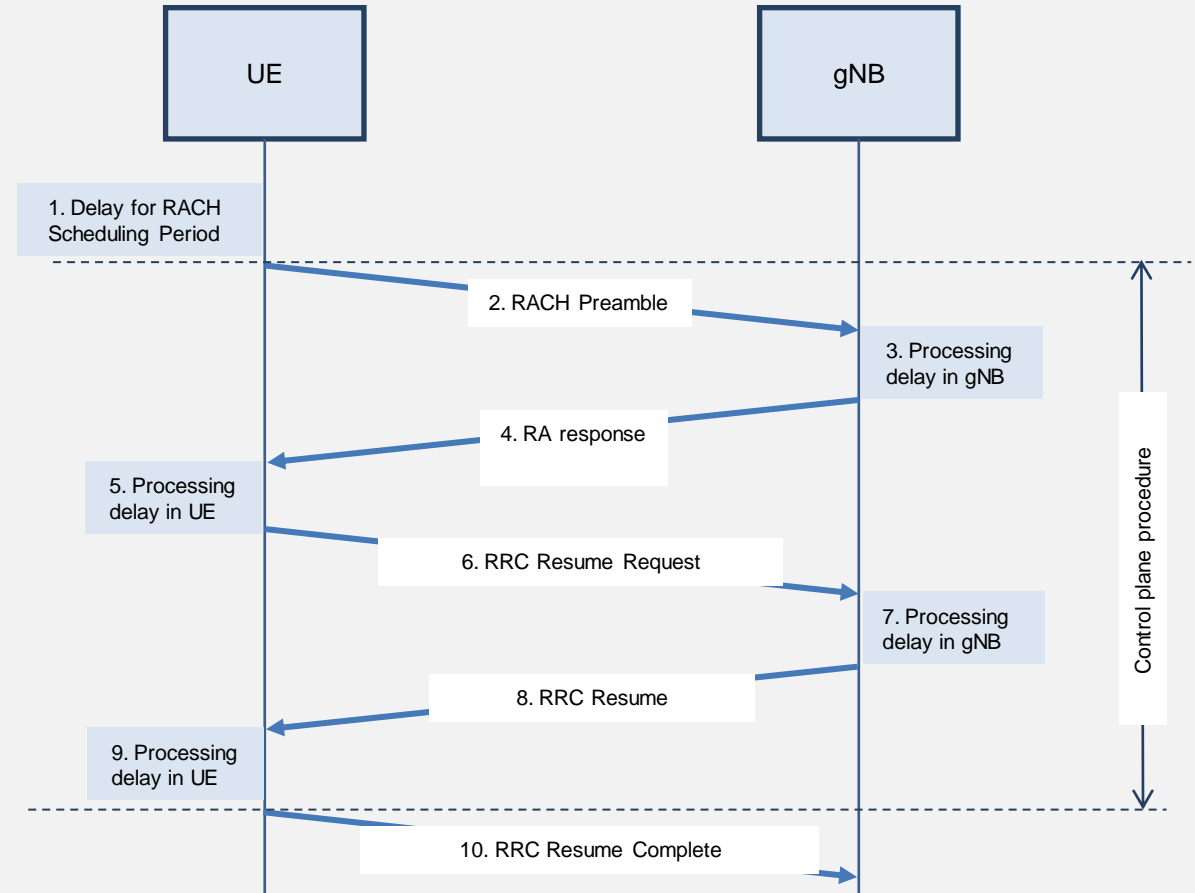 UE
gNB
1. Delay for RACH
Scheduling Period
2. RACH Preamble
3. Processing
delay in gNB
4. RA response
5. Processing
delay in UE
6. RRC Resume Request
7. Processing
delay in gNB
8. RRC Resume
9. Processing
delay in UE
10. RRC Resume Complete
Control plane procedure